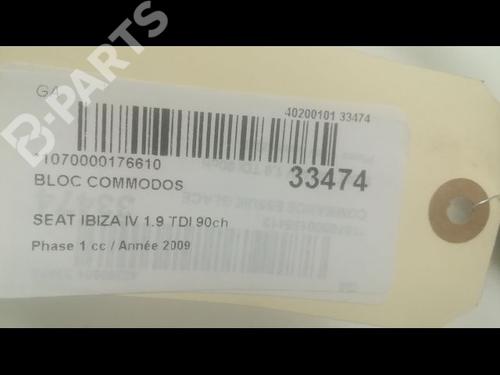 B-PARTS
G4
40200101 33474
1070000176610
33474
BLOC COMMODOS
SEAT IBIZA IV 1.9 TDI 90ch
Phase 1 cc / Année 2009